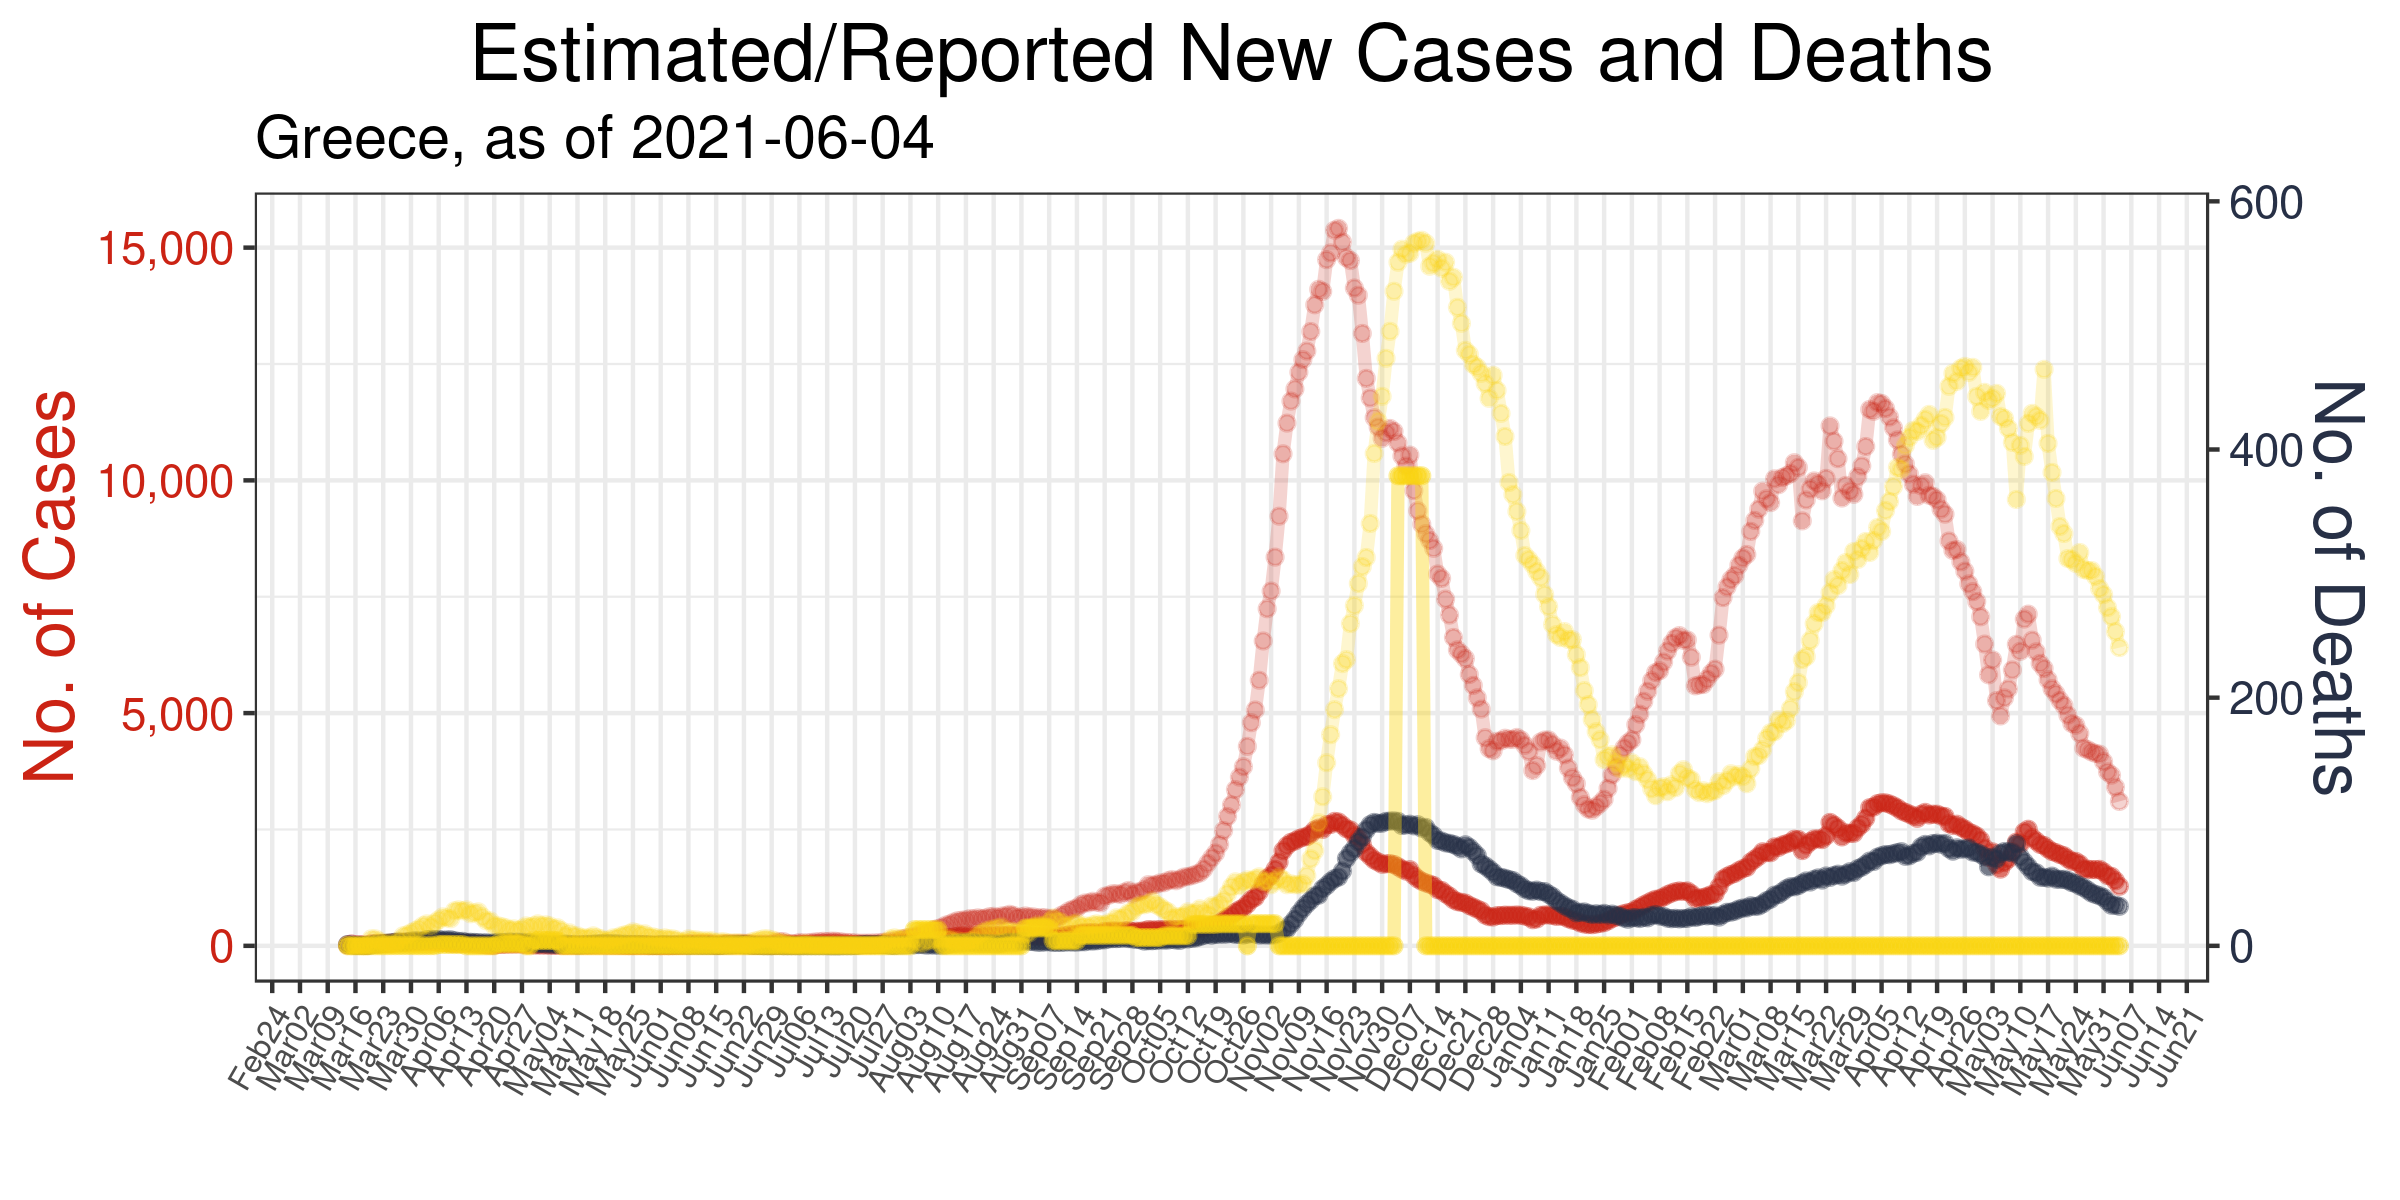 Estimated/Reported New Cases and Deaths
Greece, as of 2021-06-04
No. of Cases
15,000
10,000
5,000
0
600
400
200
0
No. of Deaths
Feb24
Mar02
Mar09
Mar16
Mar23
Mar30
Apr06
Apr13
Apr20
Apr27
May04
May11
May18
May25
Jun01
Jun08
Jun15
Jun22
Jun29
Jul06
Jul13
Jul20
Jul27
Aug03
Aug10
Aug17
Aug24
Aug31
Sep07
Sep14
Sep21
Sep28
Oct05
Oct12
Oct19
Oct26
Nov02
Nov09
Nov16
Nov23
Nov30
Dec07
Dec14
Dec21
Dec28
Jan04
Jan11
Jan18
Jan25
Feb01
Feb08
Feb15
Feb22
Mar01
Mar08
Mar15
Mar22
Mar29
Apr05
Apr12
Apr19
Apr26
May03
May10
May17
May24
May31
Jun07
Jun14
Jun21